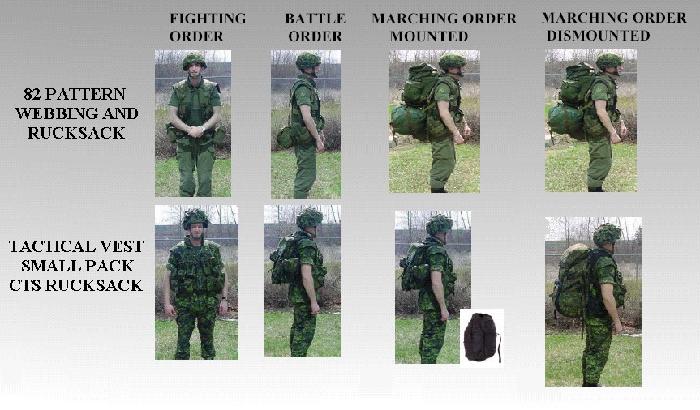 FIGHTING
ORDER
BATTLE
ORDER
MARCHING ORDER
MOUNTED
MARCHING ORDER
DISMOUNTED
82 PATTERN
WEBBING AND
RUCKSACK
TACTICAL VEST
SMALL PACK
CTS RUCKSACK